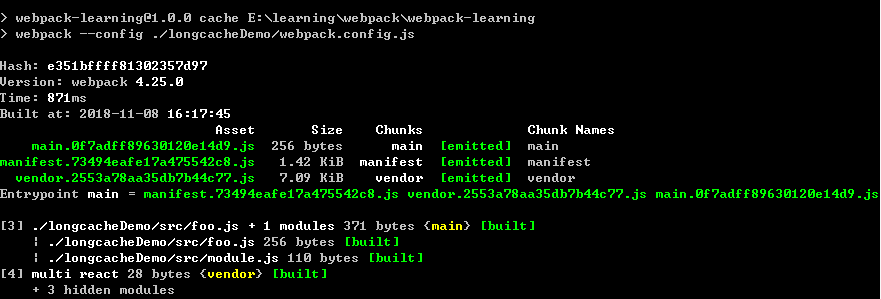 > webpack-learning@1.0.0 cache E:\learning\webpack\webpack-learning
> webpack --config ./longcacheDemo/webpack.config.js
Hash: e351bffff81302357d97
Version: webpack 4.25.0
Time: 871ms
Built at: 2018-11-08 16:17:45
Asset Size Chunks Chunk Names
main.0f7adff89630120e14d9.js 256 bytes main [emitted] main
manifest.73494eafe17a475542c8.js 1.42 KiB manifest [emitted] manifest
vendor.2553a78aa35db7b44c77.js 7.09 KiB vendor [emitted] vendor
Entrypoint main = manifest.73494eafe17a475542c8.js vendor.2553a78aa35db7b44c77.js main.0f7adff89630120e14d9.js
[3] ./longcacheDemo/src/foo.js + 1 modules 371 bytes {main} [built]
| ./longcacheDemo/src/foo.js 256 bytes [built]
| ./longcacheDemo/src/module.js 110 bytes [built]
[4] multi react 28 bytes {vendor} [built]
+ 3 hidden modules